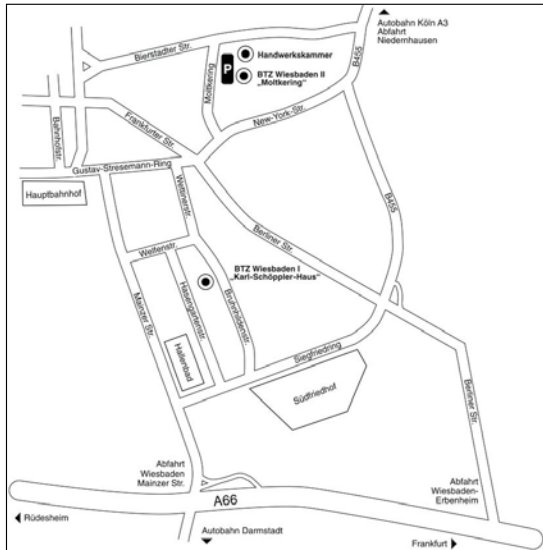 Autobahn Köln A3
Abfahrt
Niedernhausen
Bierstadter Str.
Handwerkskammer
P
BTZ Wiesbaden II
„Moltkering“
Moltkering
B455
New-York-Str.
Frankfurter Str.
Bahnhofstr.
Gustav-Stresemann-Ring
Hauptbahnhof
Wettinerstr.
B455
Berliner Str.
Welfenstr.
BTZ Wiesbaden I
„Karl-Schöppler-Haus“
Mainzer Str.
Hasengartenstr.
Brunhildenstr.
Hallenbad
Siegfriedring
Südfriedhof
Berliner Str.
Abfahrt
Wiesbaden
Mainzer Str.
Abfahrt
Wiesbaden-
Erbenheim
A66
Rüdesheim
Autobahn Darmstadt
Frankfurt